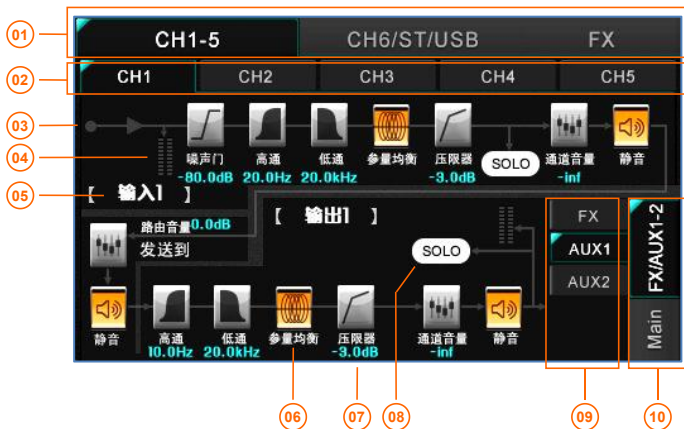 01
CH1-5 CH6/ST/USB FX
02
CH1 CH2 CH3 CH4 CH5
03
04
噪声门 高通 低通 参量均衡 压限器 SOLO 通道音量 静音
-80.0dB 20.0Hz 20.0kHz -3.0dB -inf
05
【 输入1 】
路由音量0.0dB
发送到
【 输出1 】
SOLO
FX
AUX1
AUX2
FX/AUX1-2
Main
静音 高通 低通 参量均衡 压限器 通道音量 静音
10.0Hz 20.0kHz -3.0dB -inf
06 07 08 09 10